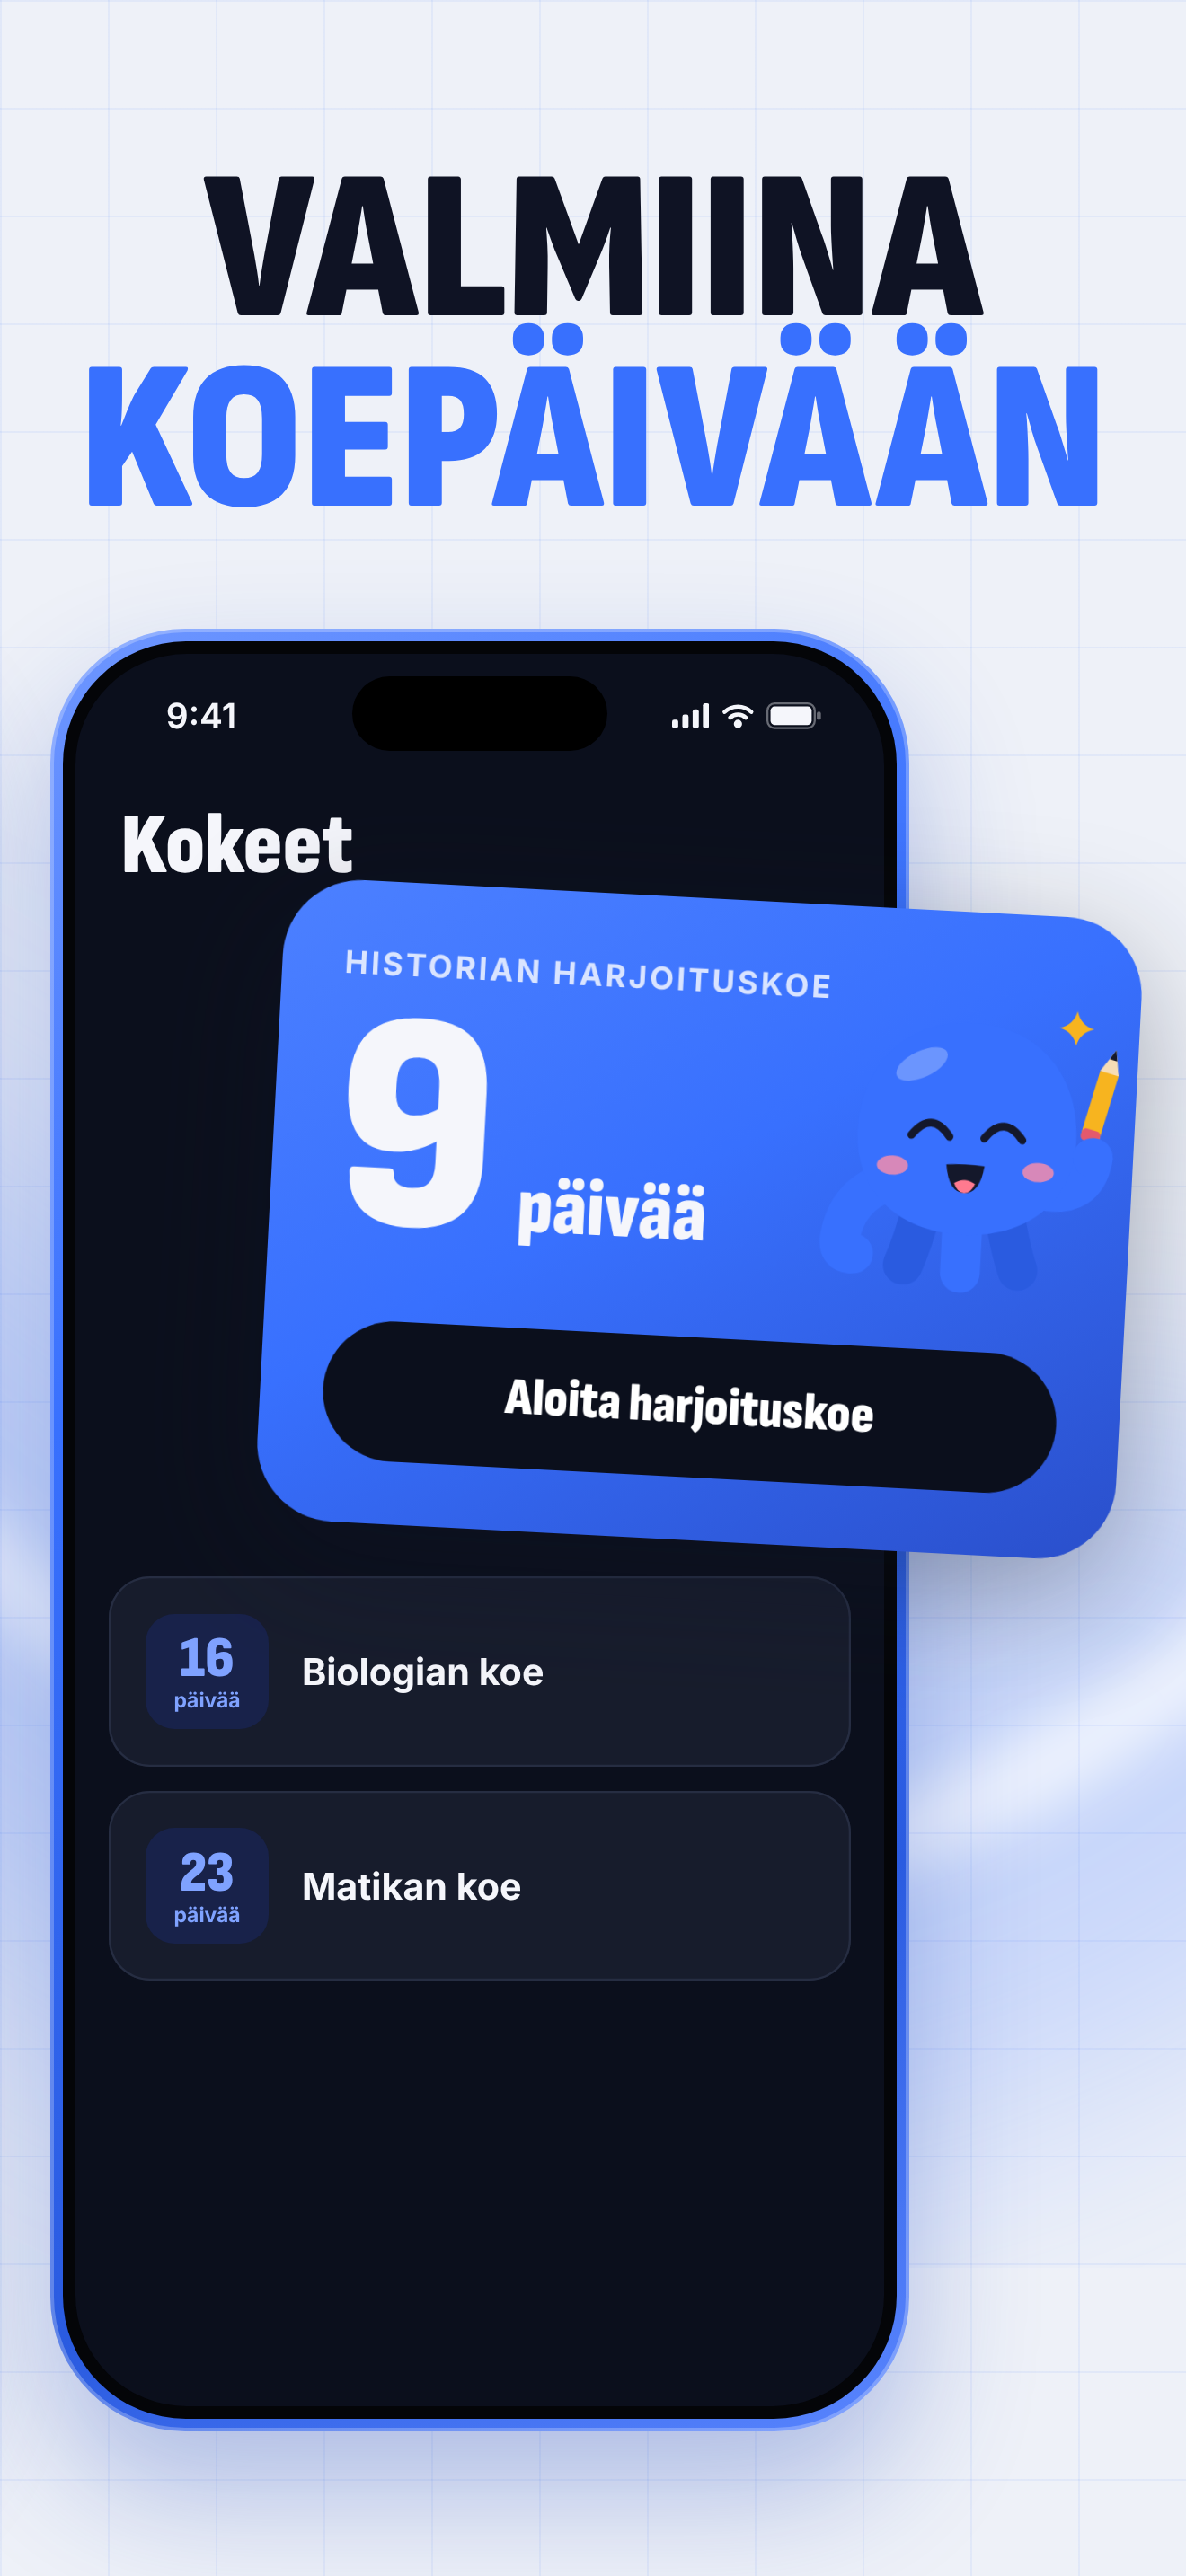 VALMIINA
KOEPÄIVÄÄN
9:41
Kokeet
HISTORIAN HARJOITUSKOE
9 päivää
Aloita harjoituskoe
16
päivää
Biologian koe
23
päivää
Matikan koe